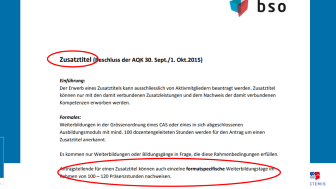 bso
Zusatztitel (Beschluss der AQK 30. Sept./1. Okt.2015)
Einführung:
Der Erwerb eines Zusatztitels kann ausschliesslich von Aktivmitgliedern beantragt werden. Zusatztitel
können nur mit den damit verbundenen Zusatzleistungen und dem Nachweis der damit verbundenen
Kompetenzen erworben werden.
Formales:
Weiterbildungen in der Grössenordnung eines CAS oder eines in sich abgeschlossenen
Ausbildungsmoduls mit mind. 100 dozentengeleiteten Stunden werden für den Antrag um einen
Zusatztitel anerkannt.
Es kommen nur Weiterbildungen oder Bildungsgänge in Frage, die diese Rahmenbedingungen erfüllen.
Antragstellende für einen Zusatztitel können auch einzelne formatspezifische Weiterbildungstage im
Rahmen von 100 – 120 Präsenzstunden nachweisen.